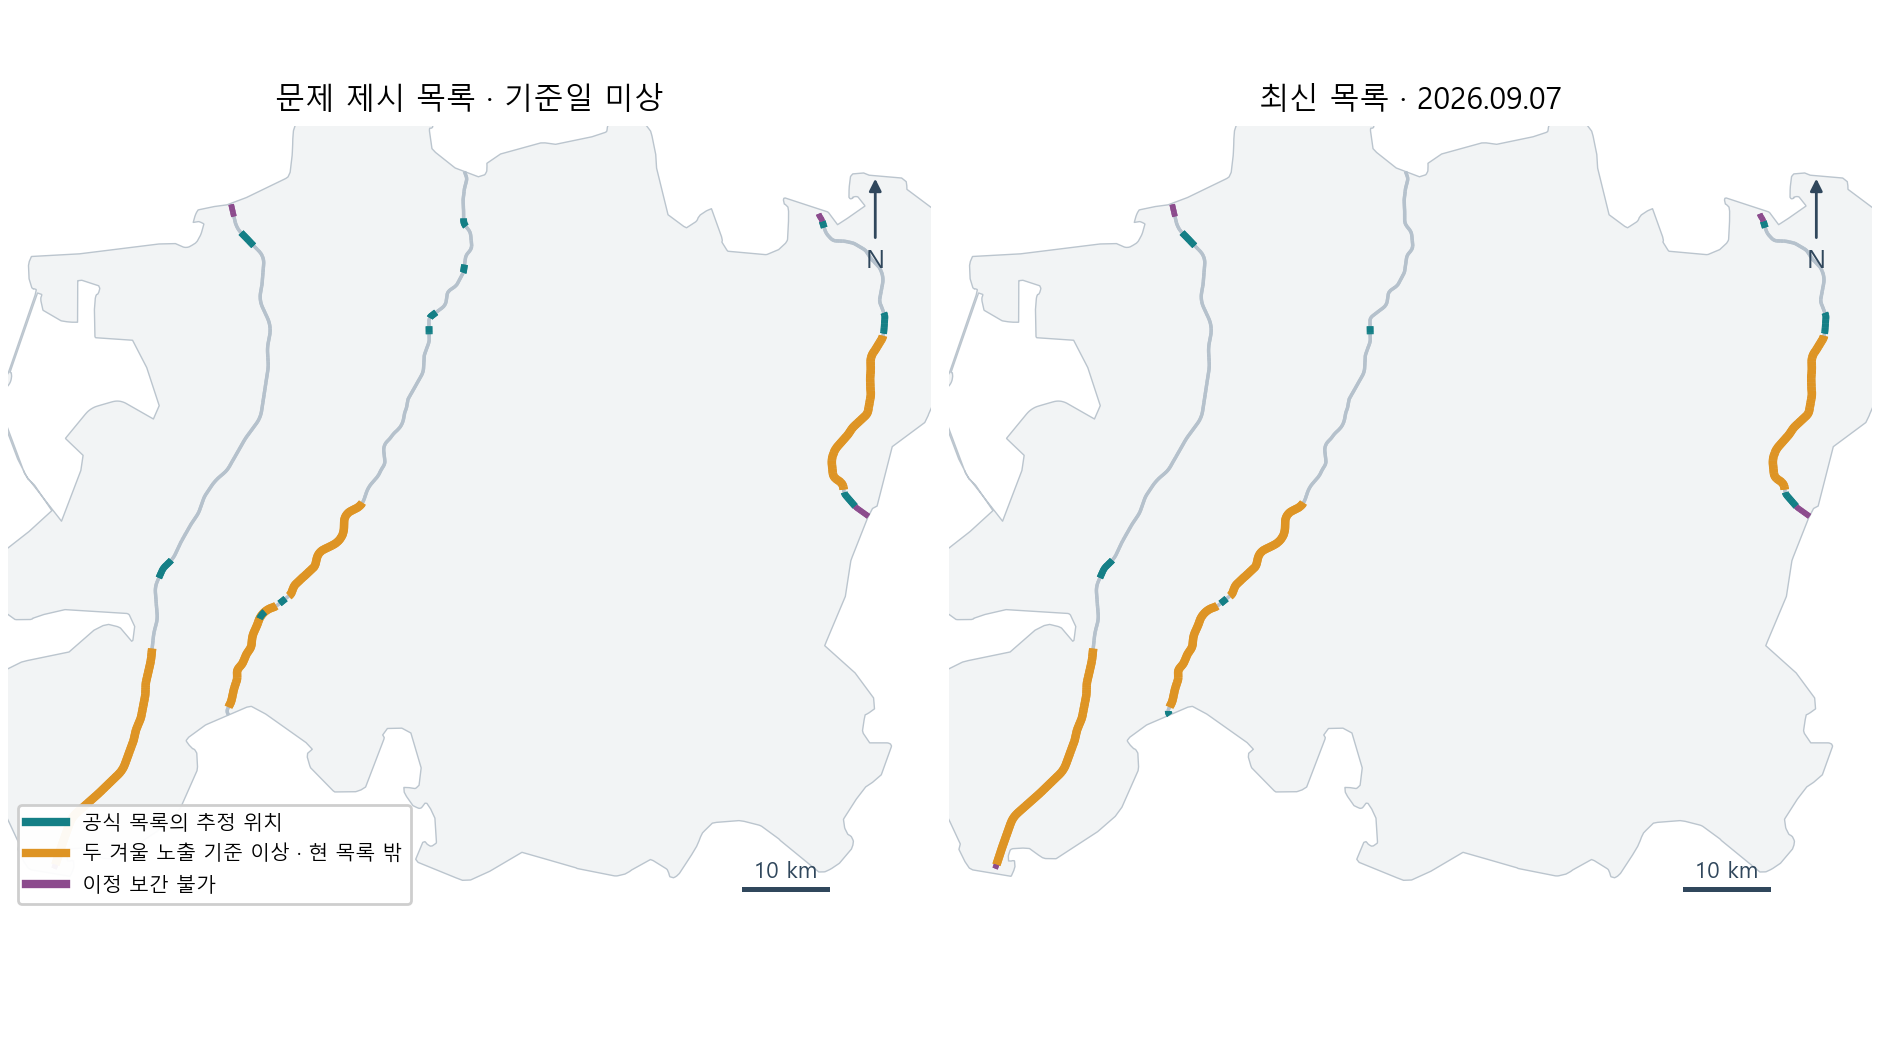 문제 제시 목록 · 기준일 미상
최신 목록 · 2026.09.07
N
N
공식 목록의 추정 위치
두 겨울 노출 기준 이상 · 현 목록 밖
이정 보간 불가
10 km
10 km